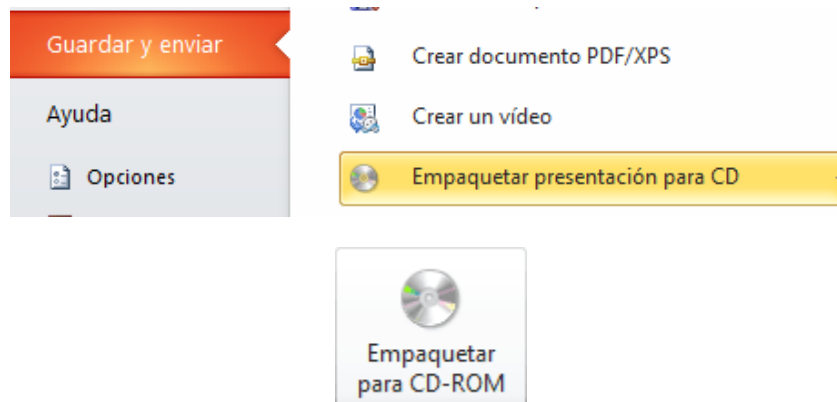 Guardar y enviar
Crear documento PDF/XPS
Ayuda
Crear un vídeo
Opciones
Empaquetar presentación para CD
Empaquetar
para CD-ROM